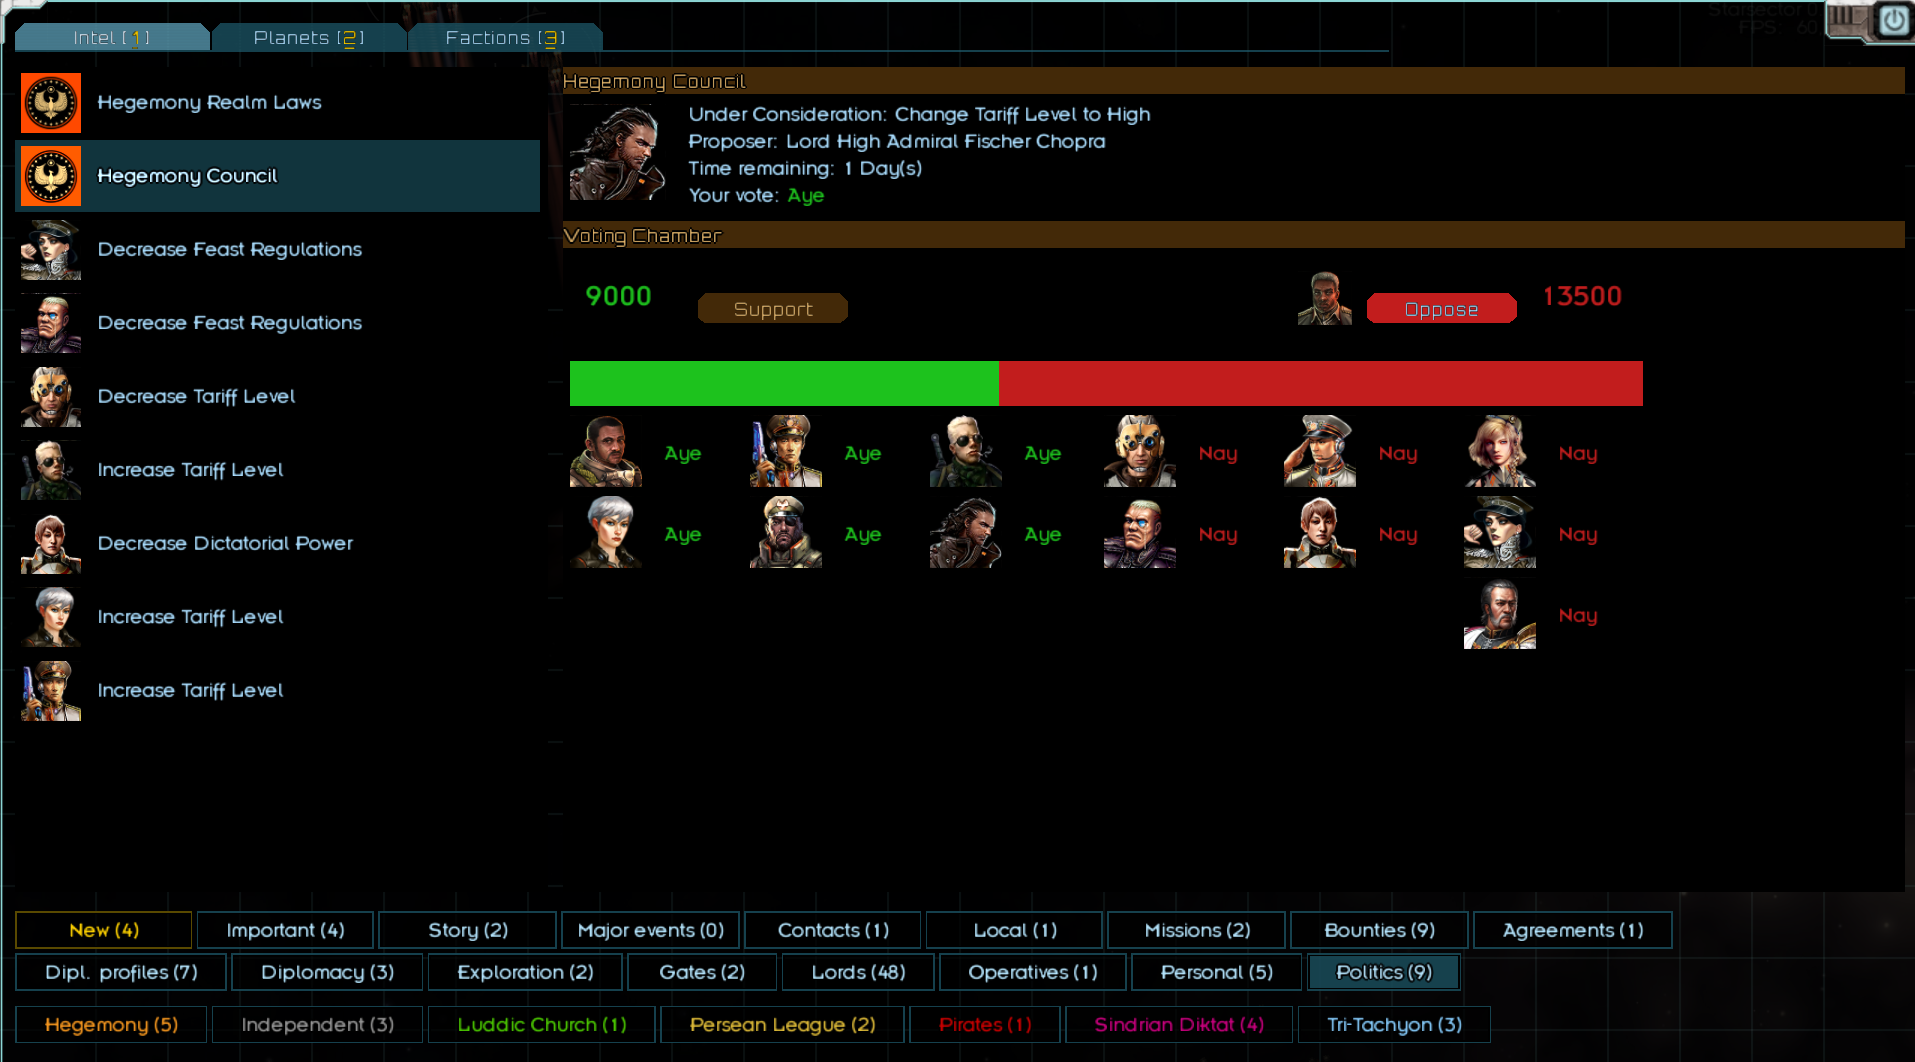 Starsector 0
FPS: 60
Intel [1]
Planets [2]
Factions [3]
Hegemony Realm Laws
Hegemony Council
Decrease Feast Regulations
Decrease Feast Regulations
Decrease Tariff Level
Increase Tariff Level
Decrease Dictatorial Power
Increase Tariff Level
Increase Tariff Level
Hegemony Council
Under Consideration: Change Tariff Level to High
Proposer: Lord High Admiral Fischer Chopra
Time remaining: 1 Day(s)
Your vote: Aye
Voting Chamber
9000
Support
Oppose
13500
Aye
Aye
Aye
Nay
Nay
Nay
Aye
Aye
Aye
Nay
Nay
Nay
Nay
New (4)
Important (4)
Story (2)
Major events (0)
Contacts (1)
Local (1)
Missions (2)
Bounties (9)
Agreements (1)
Dipl. profiles (7)
Diplomacy (3)
Exploration (2)
Gates (2)
Lords (48)
Operatives (1)
Personal (5)
Politics (9)
Hegemony (5)
Independent (3)
Luddic Church (1)
Persean League (2)
Pirates (1)
Sindrian Diktat (4)
Tri-Tachyon (3)